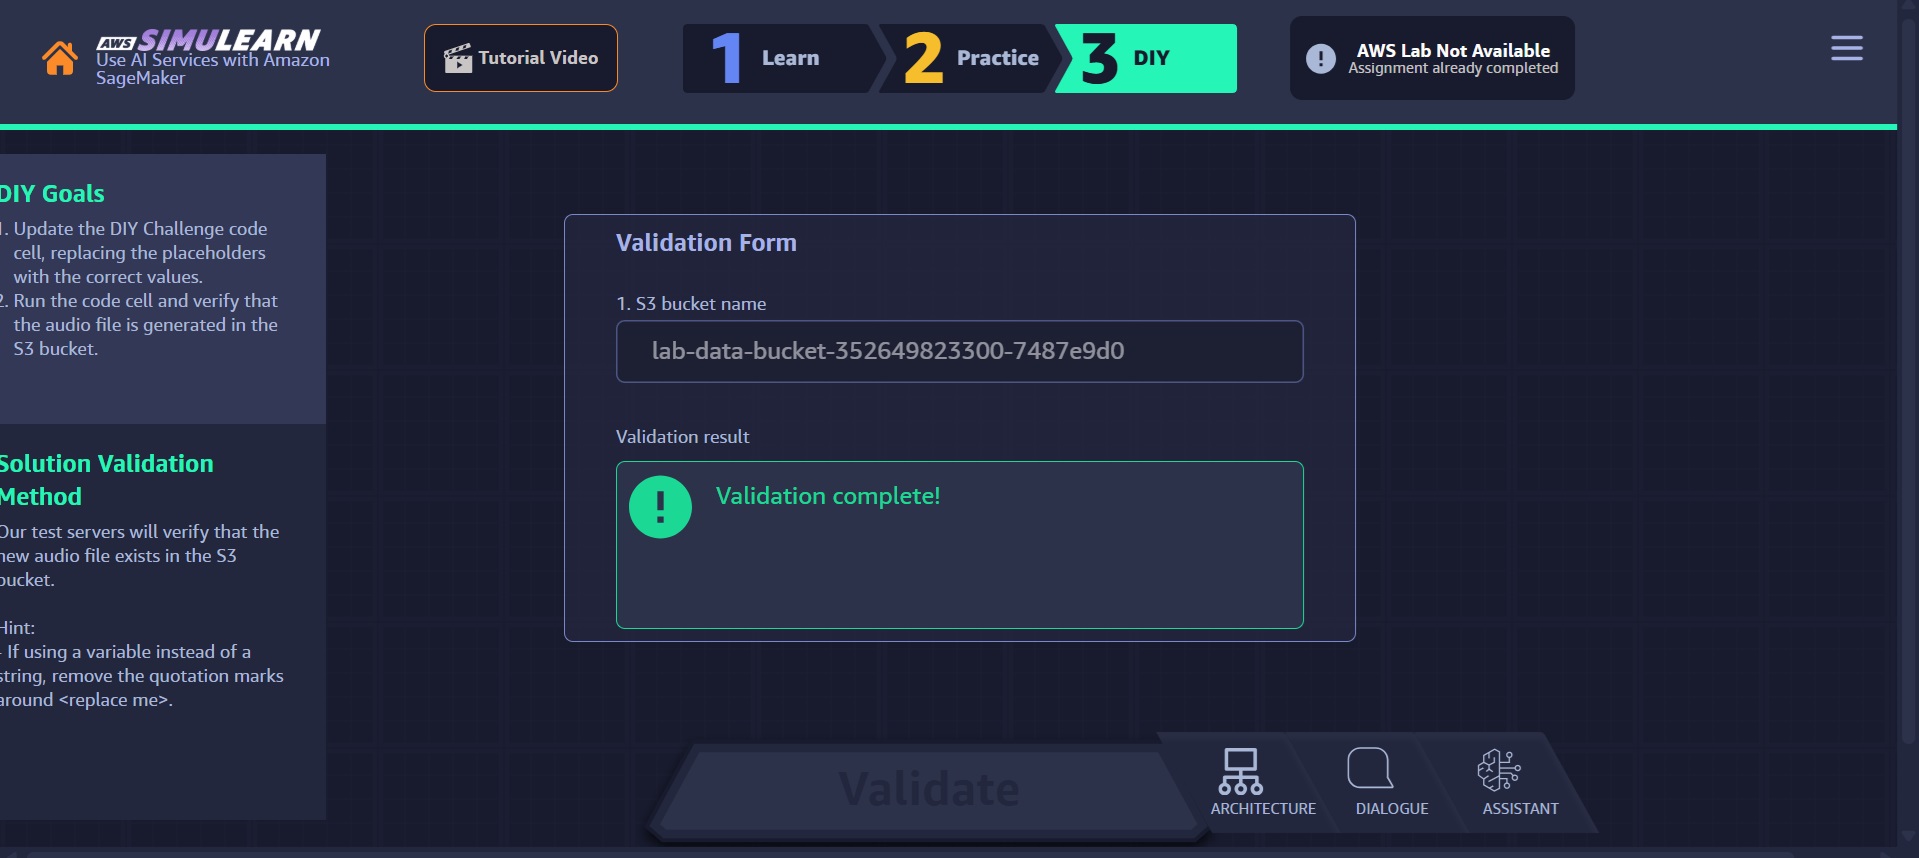 AWS SIMULEARN
Use AI Services with Amazon
SageMaker
Tutorial Video
1 Learn
2 Practice
3 DIY
AWS Lab Not Available
Assignment already completed
DIY Goals
1. Update the DIY Challenge code
cell, replacing the placeholders
with the correct values.
2. Run the code cell and verify that
the audio file is generated in the
S3 bucket.
Solution Validation
Method
Our test servers will verify that the
new audio file exists in the S3
bucket.
Hint:
- If using a variable instead of a
string, remove the quotation marks
around <replace me>.
Validation Form
1. S3 bucket name
lab-data-bucket-352649823300-7487e9d0
Validation result
Validation complete!
Validate
ARCHITECTURE
DIALOGUE
ASSISTANT